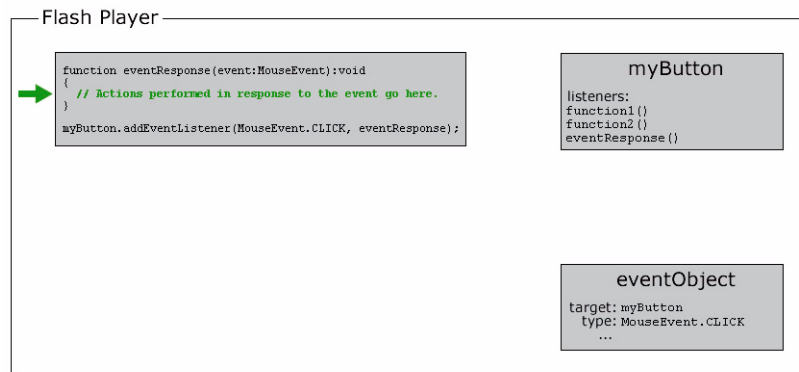 Flash Player
function eventResponse(event:MouseEvent):void
{
// Actions performed in response to the event go here.
}
myButton.addEventListener(MouseEvent.CLICK, eventResponse);
myButton
listeners:
function1()
function2()
eventResponse()
eventObject
target: myButton
type: MouseEvent.CLICK
...